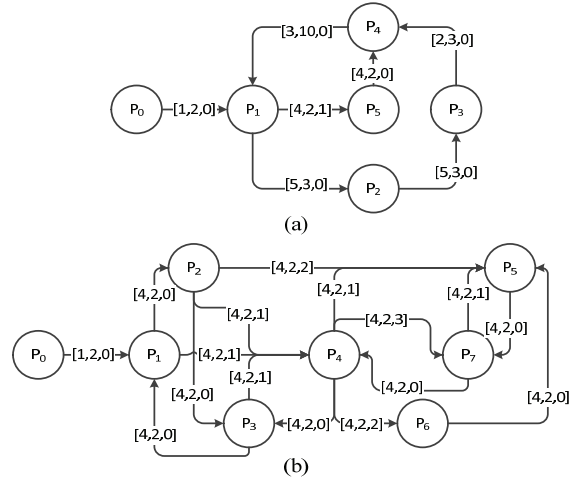 P4
[3,10,0]
[2,3,0]
[4,2,0]
P0
[1,2,0]
P1
[4,2,1]
P5
P3
[5,3,0]
P2
[5,3,0]
(a)
P2
[4,2,2]
P5
[4,2,0]
[4,2,1]
[4,2,1]
[4,2,1]
[4,2,3]
[4,2,0]
P0
[1,2,0]
P1
[4,2,1]
P4
P7
[4,2,1]
[4,2,0]
[4,2,0]
[4,2,0]
P3
[4,2,0]
[4,2,2]
P6
[4,2,0]
[4,2,0]
(b)